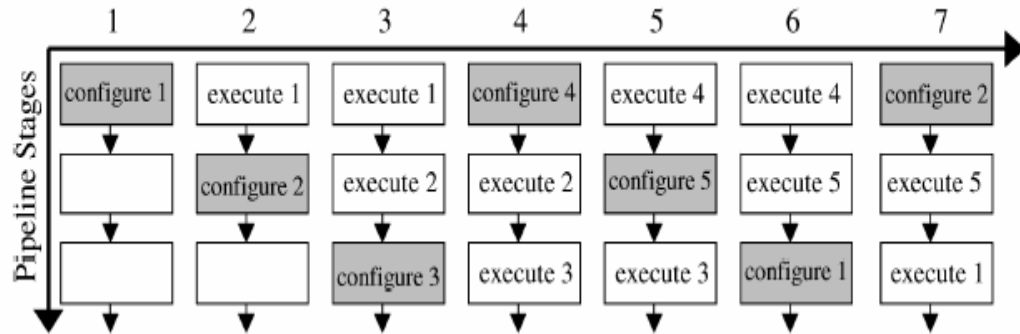 1 2 3 4 5 6 7
Pipeline Stages
configure 1 execute 1 execute 1 configure 4 execute 4 execute 4 configure 2
configure 2 execute 2 execute 2 configure 5 execute 5 execute 5
configure 3 execute 3 execute 3 configure 1 execute 1